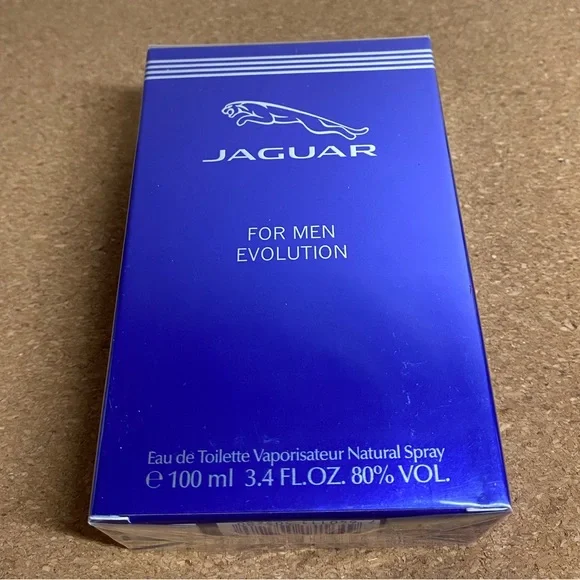 JAGUAR
FOR MEN
EVOLUTION
Eau de Toilette Vaporisateur Natural Spray
℮ 100 ml 3.4 FL.OZ. 80% VOL.